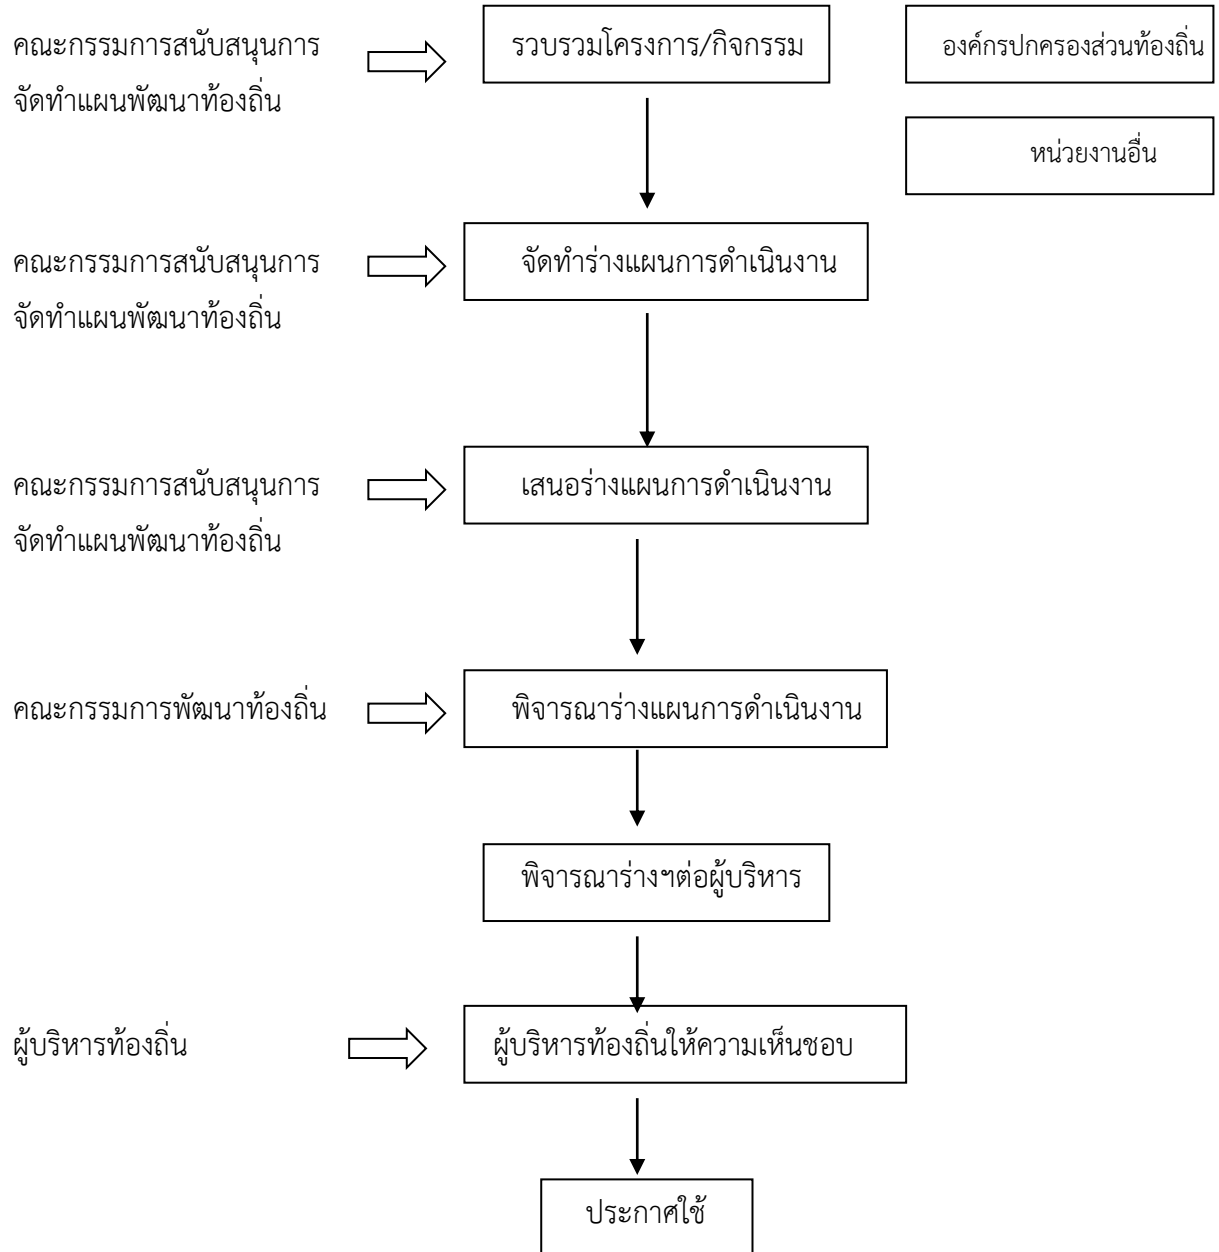 คณะกรรมการสนับสนุนการ
จัดทำแผนพัฒนาท้องถิ่น
รวบรวมโครงการ/กิจกรรม
องค์กรปกครองส่วนท้องถิ่น
หน่วยงานอื่น
คณะกรรมการสนับสนุนการ
จัดทำแผนพัฒนาท้องถิ่น
จัดทำร่างแผนการดำเนินงาน
คณะกรรมการสนับสนุนการ
จัดทำแผนพัฒนาท้องถิ่น
เสนอร่างแผนการดำเนินงาน
คณะกรรมการพัฒนาท้องถิ่น
พิจารณาร่างแผนการดำเนินงาน
พิจารณาร่างฯต่อผู้บริหาร
ผู้บริหารท้องถิ่น
ผู้บริหารท้องถิ่นให้ความเห็นชอบ
ประกาศใช้